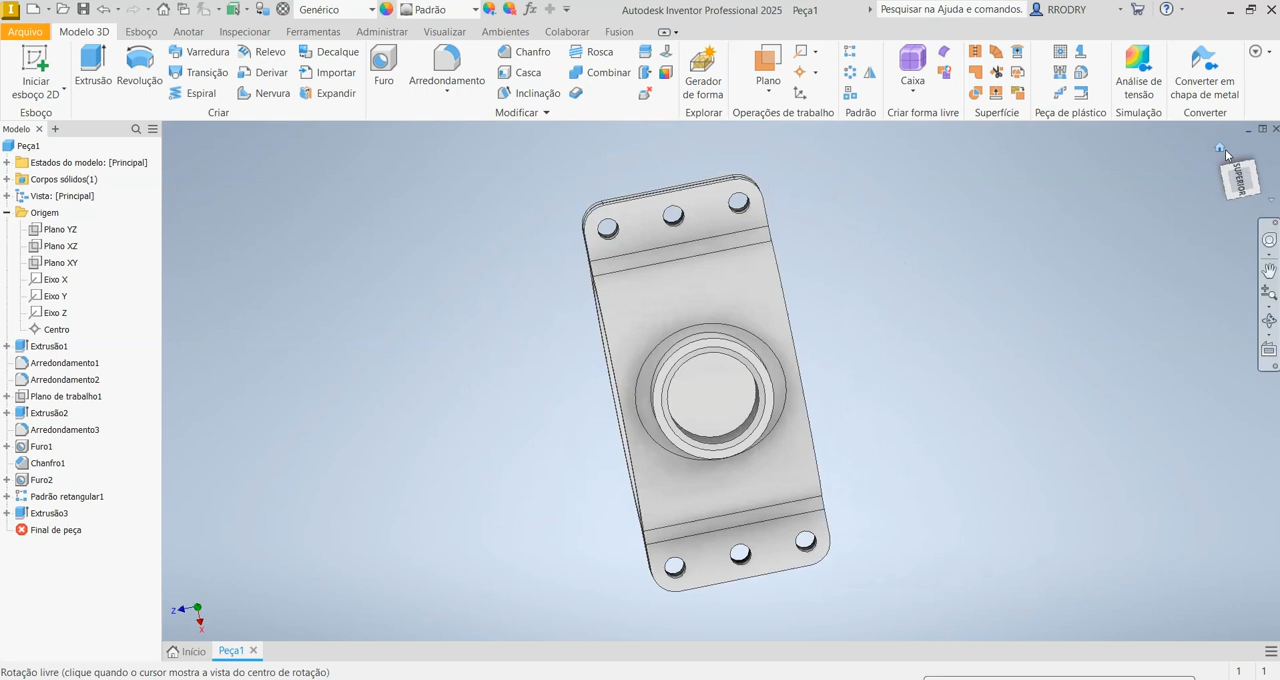 Genérico
Padrão
Autodesk Inventor Professional 2025 Peça1
Pesquisar na Ajuda e comandos.
RRODRY
Arquivo
Modelo 3D
Esboço
Anotar
Inspecionar
Ferramentas
Administrar
Visualizar
Ambientes
Colaborar
Fusion
Iniciar
esboço 2D
Esboço
Extrusão
Revolução
Varredura
Transição
Espiral
Relevo
Derivar
Nervura
Decalque
Importar
Expandir
Criar
Furo
Arredondamento
Chanfro
Casca
Inclinação
Rosca
Combinar
Modificar
Gerador
de forma
Explorar
Plano
Operações de trabalho
Padrão
Caixa
Criar forma livre
Superfície
Peça de plástico
Análise de
tensão
Simulação
Converter em
chapa de metal
Converter
Modelo
Peça1
Estados do modelo: [Principal]
Corpos sólidos(1)
Vista: [Principal]
Origem
Plano YZ
Plano XZ
Plano XY
Eixo X
Eixo Y
Eixo Z
Centro
Extrusão1
Arredondamento1
Arredondamento2
Plano de trabalho1
Extrusão2
Arredondamento3
Furo1
Chanfro1
Furo2
Padrão retangular1
Extrusão3
Final de peça
SUPERIOR
Z
X
Início
Peça1
Rotação livre (clique quando o cursor mostra a vista do centro de rotação)
1 1